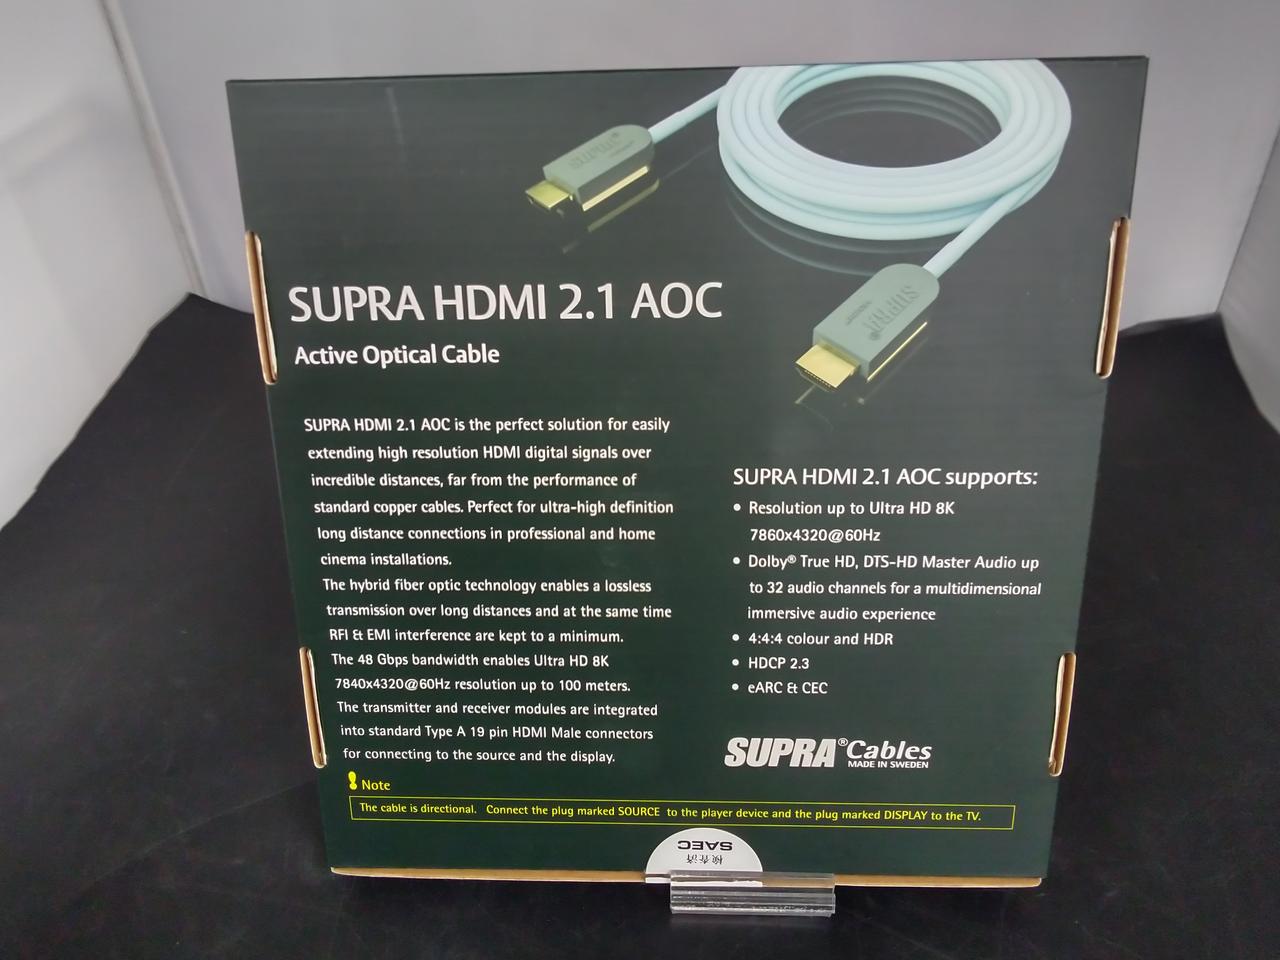 SUPRA
SUPRA
SUPRA HDMI 2.1 AOC
Active Optical Cable
SUPRA HDMI 2.1 AOC is the perfect solution for easily
extending high resolution HDMI digital signals over
incredible distances, far from the performance of
standard copper cables. Perfect for ultra-high definition
long distance connections in professional and home
cinema installations.
The hybrid fiber optic technology enables a lossless
transmission over long distances and at the same time
RFI & EMI interference are kept to a minimum.
The 48 Gbps bandwidth enables Ultra HD 8K
7840x4320@60Hz resolution up to 100 meters.
The transmitter and receiver modules are integrated
into standard Type A 19 pin HDMI Male connectors
for connecting to the source and the display.
SUPRA HDMI 2.1 AOC supports:
• Resolution up to Ultra HD 8K
7860x4320@60Hz
• Dolby® True HD, DTS-HD Master Audio up
to 32 audio channels for a multidimensional
immersive audio experience
• 4:4:4 colour and HDR
• HDCP 2.3
• eARC & CEC
SUPRA® Cables
MADE IN SWEDEN
Note
The cable is directional. Connect the plug marked SOURCE to the player device and the plug marked DISPLAY to the TV.
SAEC
検査済